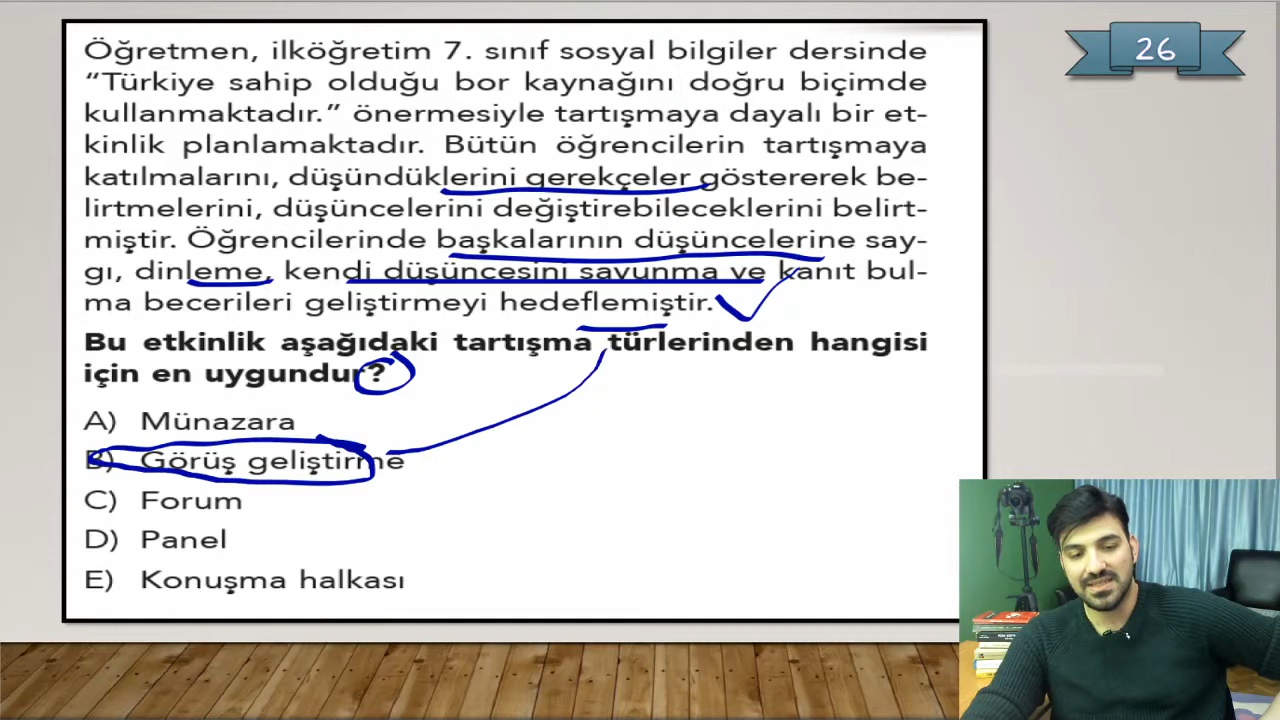 26
Öğretmen, ilköğretim 7. sınıf sosyal bilgiler dersinde
“Türkiye sahip olduğu bor kaynağını doğru biçimde
kullanmaktadır.” önermesiyle tartışmaya dayalı bir et-
kinlik planlamaktadır. Bütün öğrencilerin tartışmaya
katılmalarını, düşündüklerini gerekçeler göstererek be-
lirtmelerini, düşüncelerini değiştirebileceklerini belirt-
miştir. Öğrencilerinde başkalarının düşüncelerine say-
gı, dinleme, kendi düşüncesini savunma ve kanıt bul-
ma becerileri geliştirmeyi hedeflemiştir.
Bu etkinlik aşağıdaki tartışma türlerinden hangisi
için en uygundur?
A) Münazara
B) Görüş geliştirme
C) Forum
D) Panel
E) Konuşma halkası